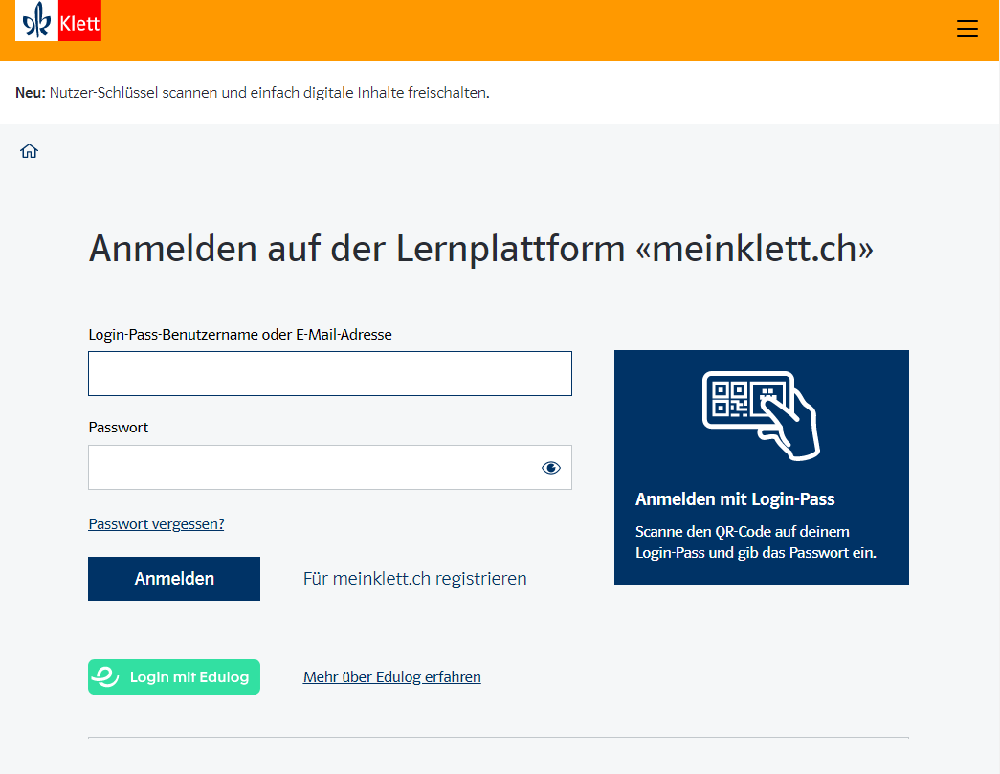 Klett
Neu: Nutzer-Schlüssel scannen und einfach digitale Inhalte freischalten.
Anmelden auf der Lernplattform «meinklett.ch»
Login-Pass-Benutzername oder E-Mail-Adresse
Passwort
Passwort vergessen?
Anmelden
Für meinklett.ch registrieren
Anmelden mit Login-Pass
Scanne den QR-Code auf deinem
Login-Pass und gib das Passwort ein.
Login mit Edulog
Mehr über Edulog erfahren